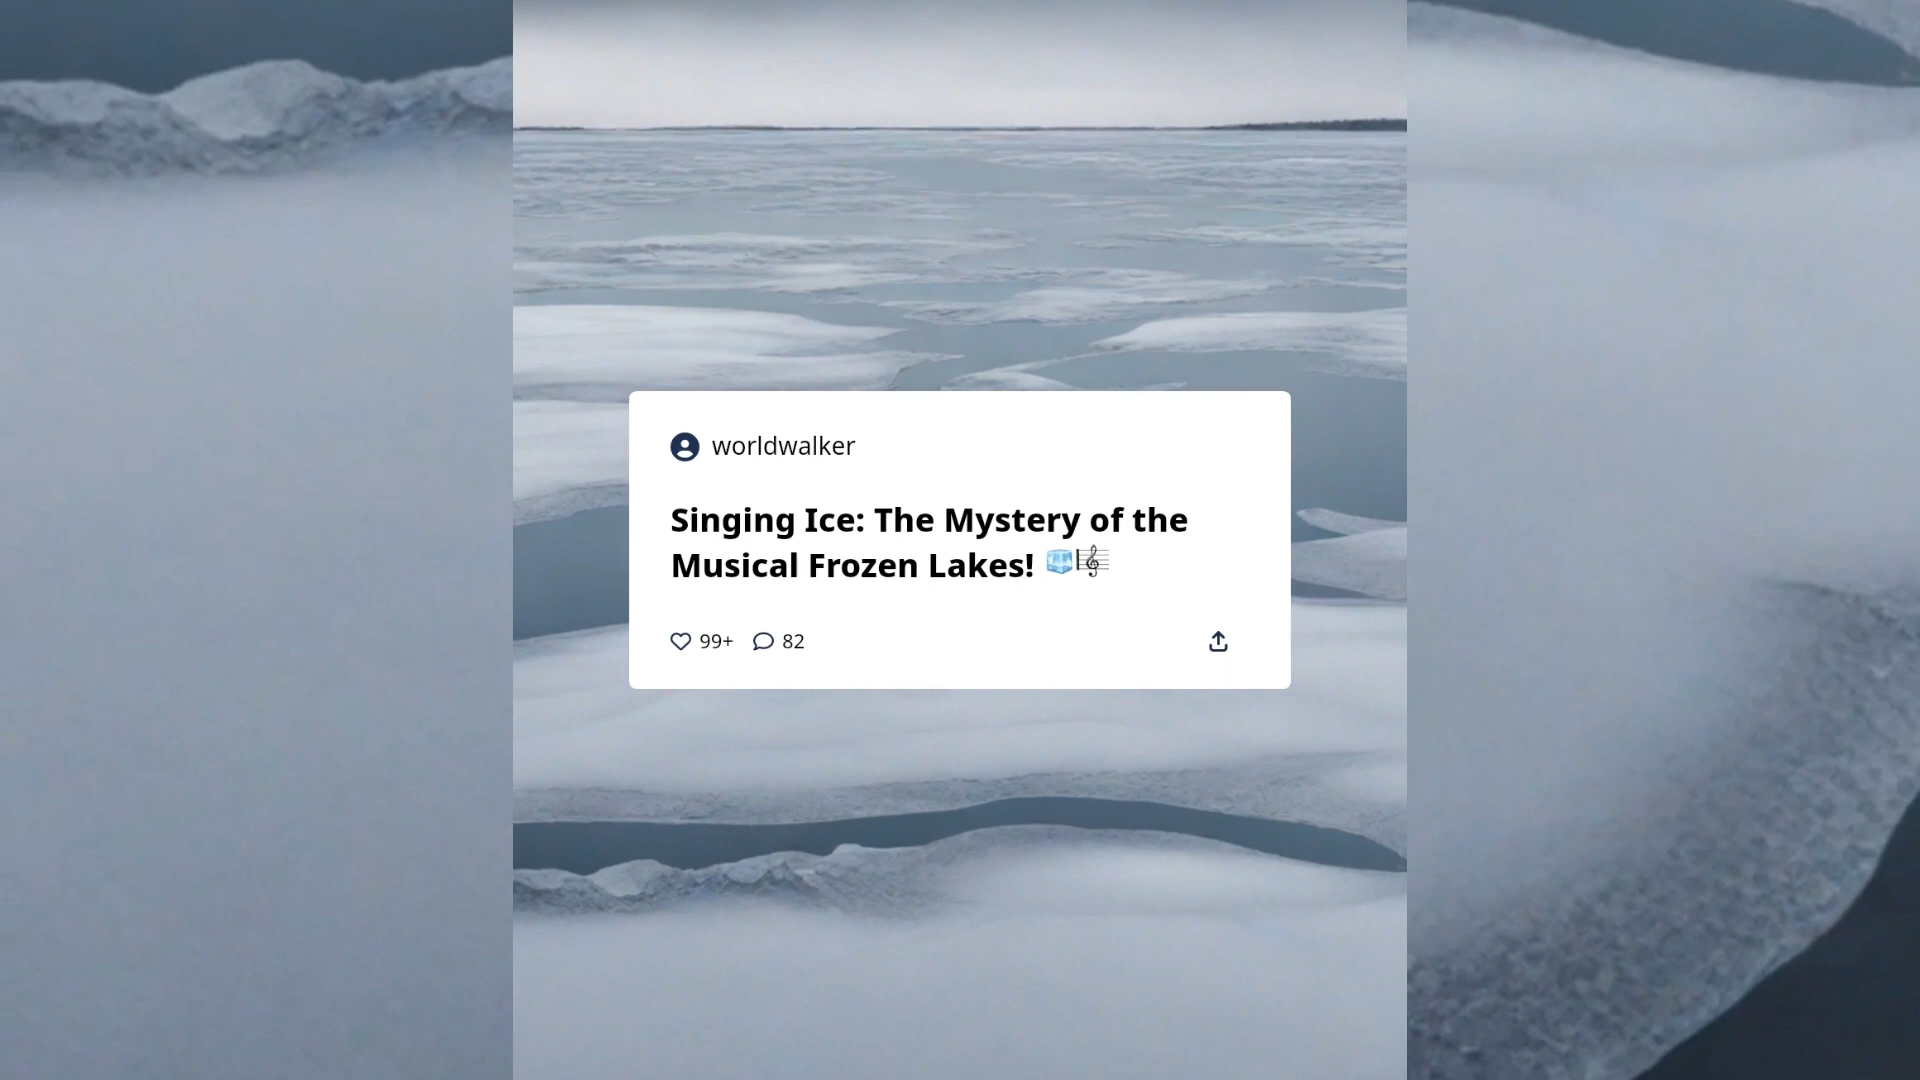 worldwalker
Singing Ice: The Mystery of the
Musical Frozen Lakes! 🧊🎼
99+ 82